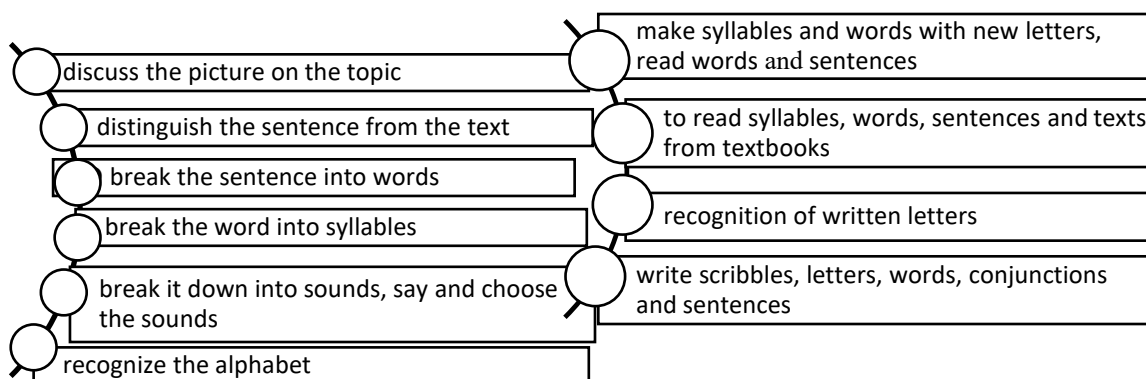 discuss the picture on the topic
distinguish the sentence from the text
break the sentence into words
break the word into syllables
break it down into sounds, say and choose
the sounds
recognize the alphabet
make syllables and words with new letters,
read words and sentences
to read syllables, words, sentences and texts
from textbooks
recognition of written letters
write scribbles, letters, words, conjunctions
and sentences